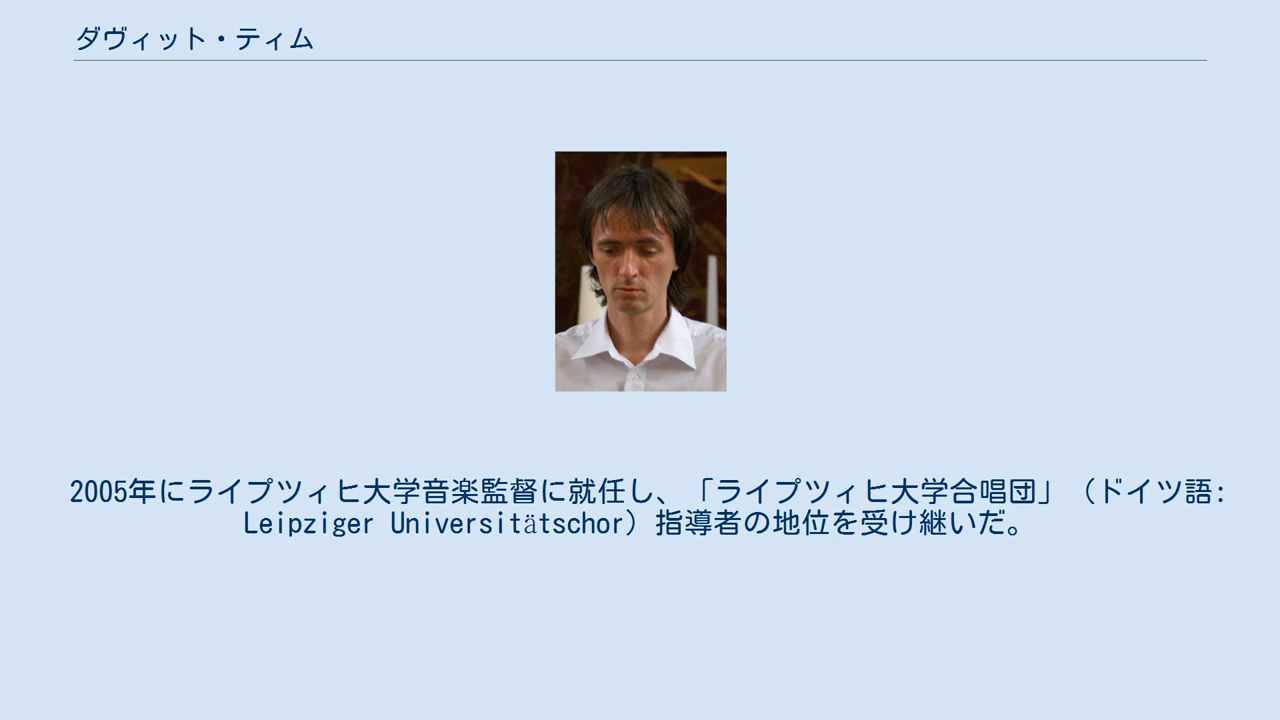 ダヴィット・ティム
2005年にライプツィヒ大学音楽監督に就任し、「ライプツィヒ大学合唱団」（ドイツ語:
Leipziger Universitätschor）指導者の地位を受け継いだ。